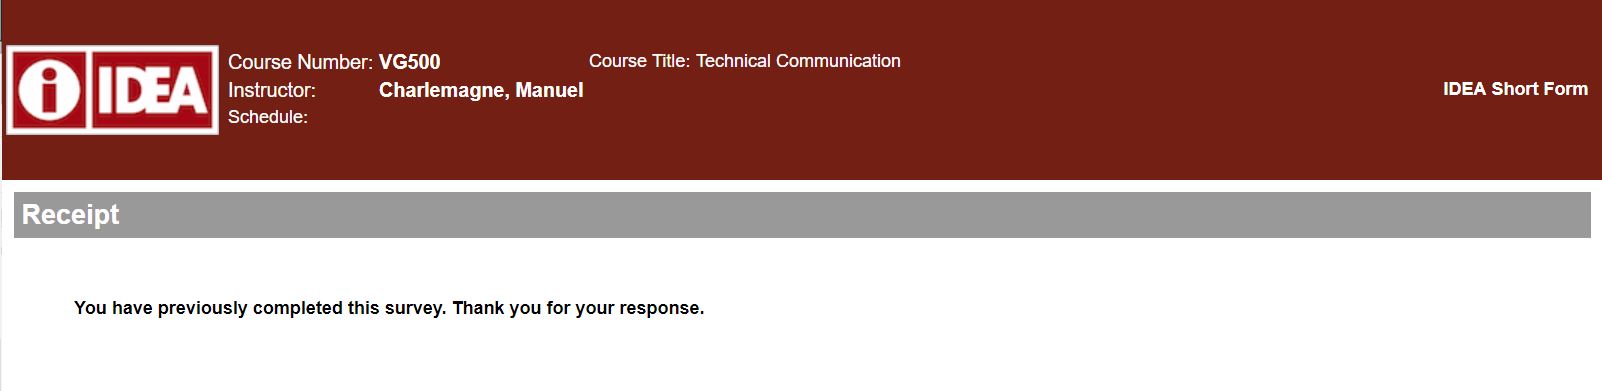 i IDEA
Course Number: VG500 Course Title: Technical Communication
Instructor: Charlemagne, Manuel
IDEA Short Form
Schedule:
Receipt
You have previously completed this survey. Thank you for your response.